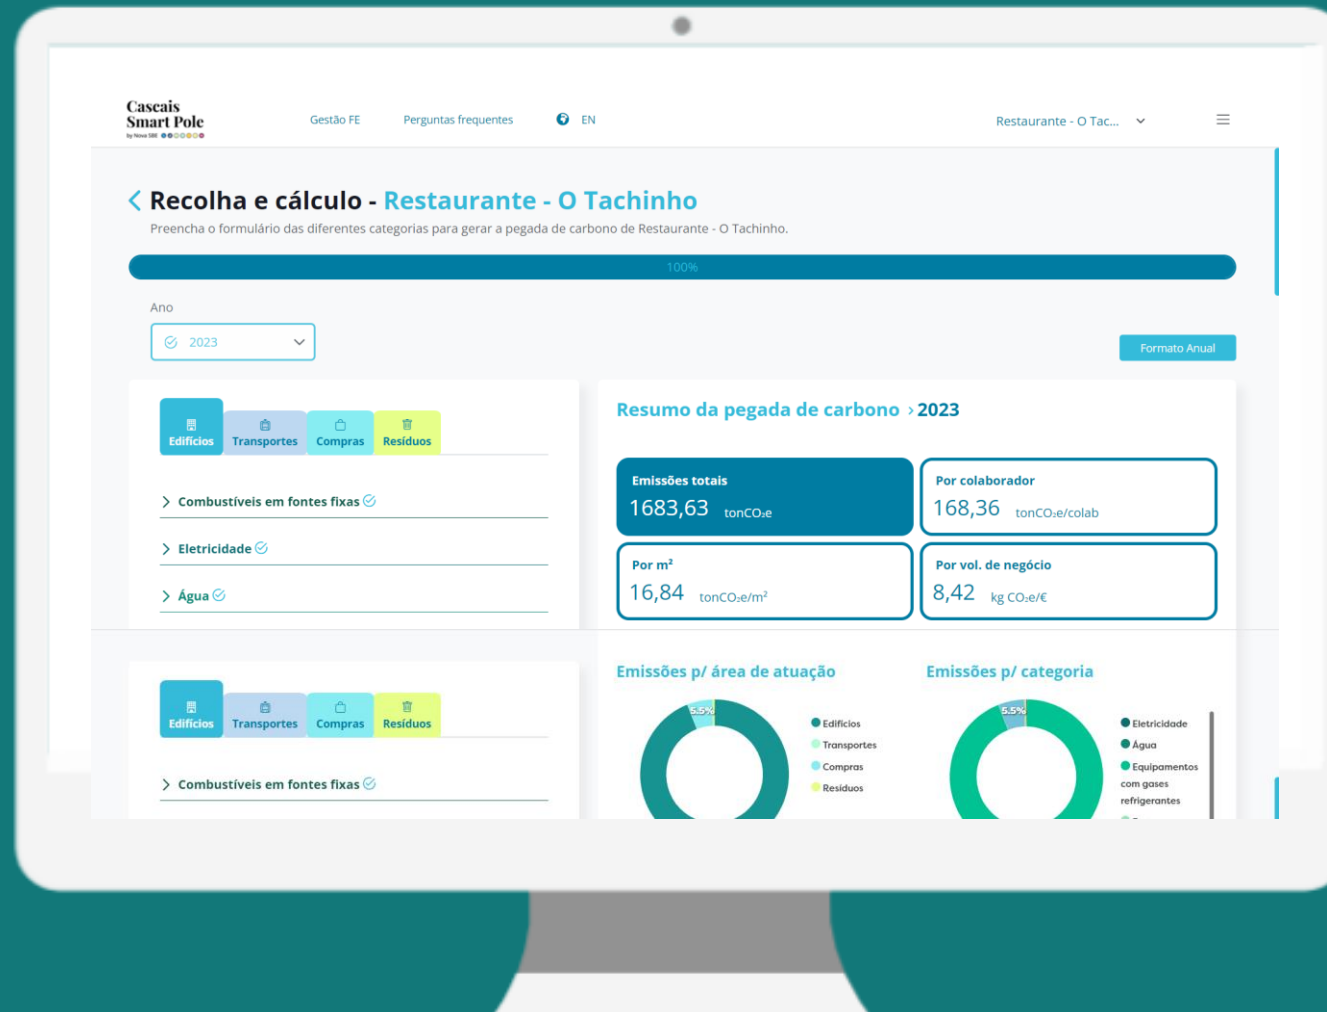 Cascais
Smart Pole
by Nova SBE
Gestão FE
Perguntas frequentes
EN
Restaurante - O Tac...
Recolha e cálculo - Restaurante - O Tachinho
Preencha o formulário das diferentes categorias para gerar a pegada de carbono de Restaurante - O Tachinho.
100%
Ano
2023
Formato Anual
Edifícios
Transportes
Compras
Resíduos
Combustíveis em fontes fixas
Eletricidade
Água
Resumo da pegada de carbono › 2023
Emissões totais
1683,63 tonCO₂e
Por colaborador
168,36 tonCO₂e/colab
Por m²
16,84 tonCO₂e/m²
Por vol. de negócio
8,42 kg CO₂e/€
Edifícios
Transportes
Compras
Resíduos
Combustíveis em fontes fixas
Emissões p/ área de atuação
5.5%
Edifícios
Transportes
Compras
Resíduos
Emissões p/ categoria
5.5%
Eletricidade
Água
Equipamentos
com gases
refrigerantes